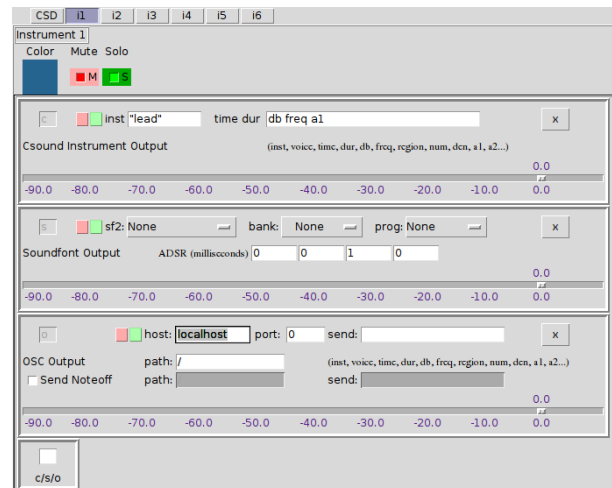 CSD i1 i2 i3 i4 i5 i6
Instrument 1
Color Mute Solo
M S
c inst "lead" time dur db freq a1 x
Csound Instrument Output (inst, voice, time, dur, db, freq, region, num, den, a1, a2...)
0.0
-90.0 -80.0 -70.0 -60.0 -50.0 -40.0 -30.0 -20.0 -10.0 0.0
s sf2: None bank: None prog: None x
Soundfont Output ADSR (milliseconds) 0 0 1 0
0.0
-90.0 -80.0 -70.0 -60.0 -50.0 -40.0 -30.0 -20.0 -10.0 0.0
o host: localhost port: 0 send: x
OSC Output path: / (inst, voice, time, dur, db, freq, region, num, den, a1, a2...)
Send Noteoff path: send:
0.0
-90.0 -80.0 -70.0 -60.0 -50.0 -40.0 -30.0 -20.0 -10.0 0.0
c/s/o